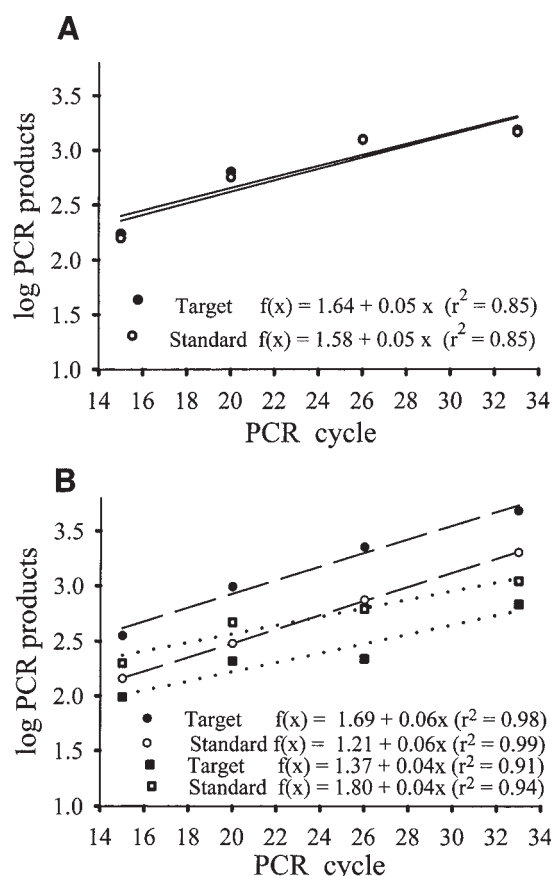 A
3.5
3.0
2.5
2.0
1.5
1.0
log PCR products
Target f(x) = 1.64 + 0.05 x (r² = 0.85)
Standard f(x) = 1.58 + 0.05 x (r² = 0.85)
14 16 18 20 22 24 26 28 30 32 34
PCR cycle
B
3.5
3.0
2.5
2.0
1.5
1.0
log PCR products
Target f(x) = 1.69 + 0.06x (r² = 0.98)
Standard f(x) = 1.21 + 0.06x (r² = 0.99)
Target f(x) = 1.37 + 0.04x (r² = 0.91)
Standard f(x) = 1.80 + 0.04x (r² = 0.94)
14 16 18 20 22 24 26 28 30 32 34
PCR cycle